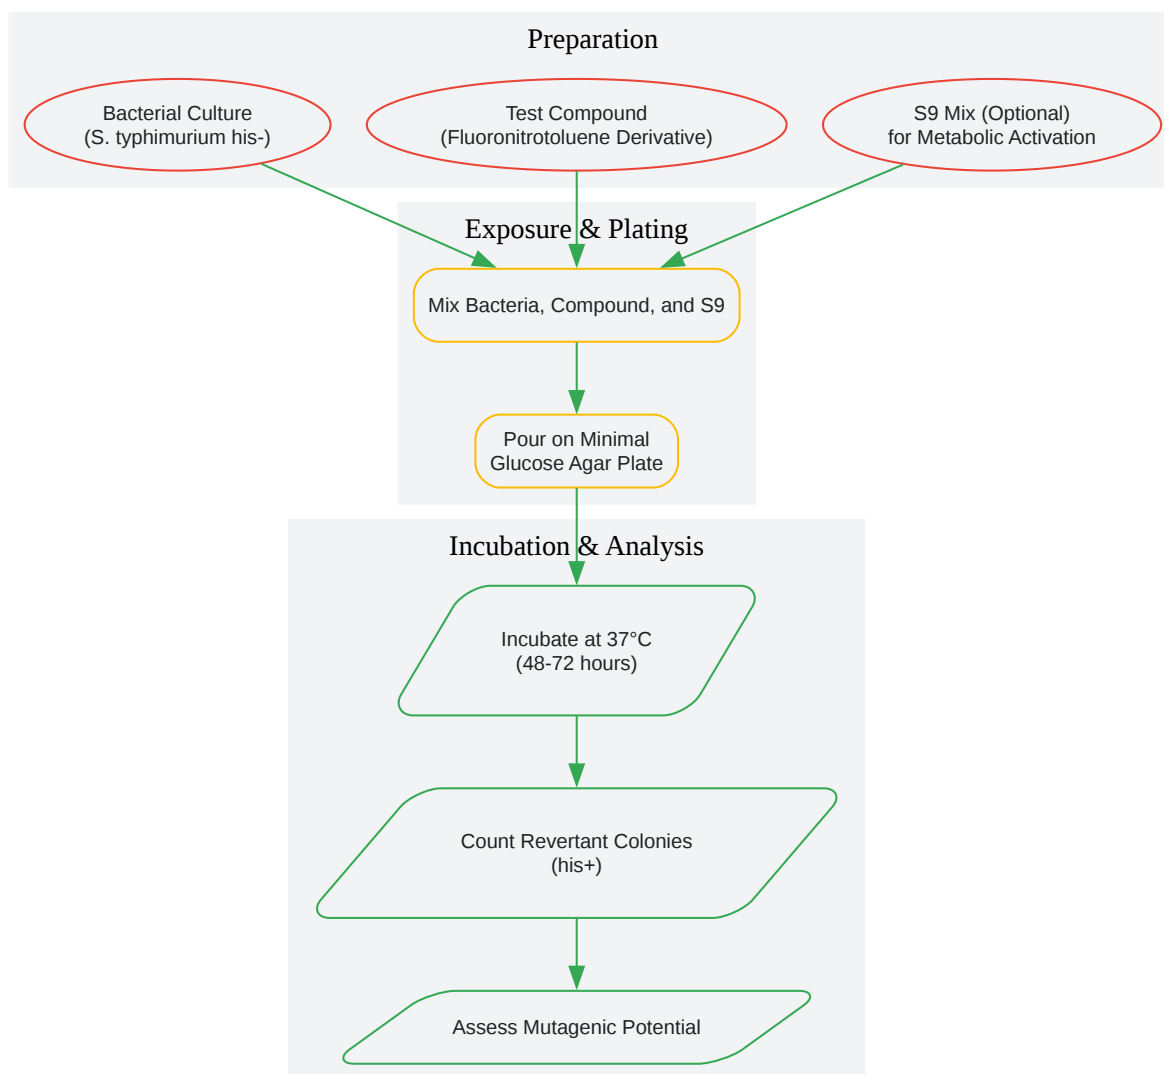 Preparation
Bacterial Culture
(S. typhimurium his-)
Test Compound
(Fluoronitrotoluene Derivative)
S9 Mix (Optional)
for Metabolic Activation
Exposure & Plating
Mix Bacteria, Compound, and S9
Pour on Minimal
Glucose Agar Plate
Incubation & Analysis
Incubate at 37°C
(48-72 hours)
Count Revertant Colonies
(his+)
Assess Mutagenic Potential